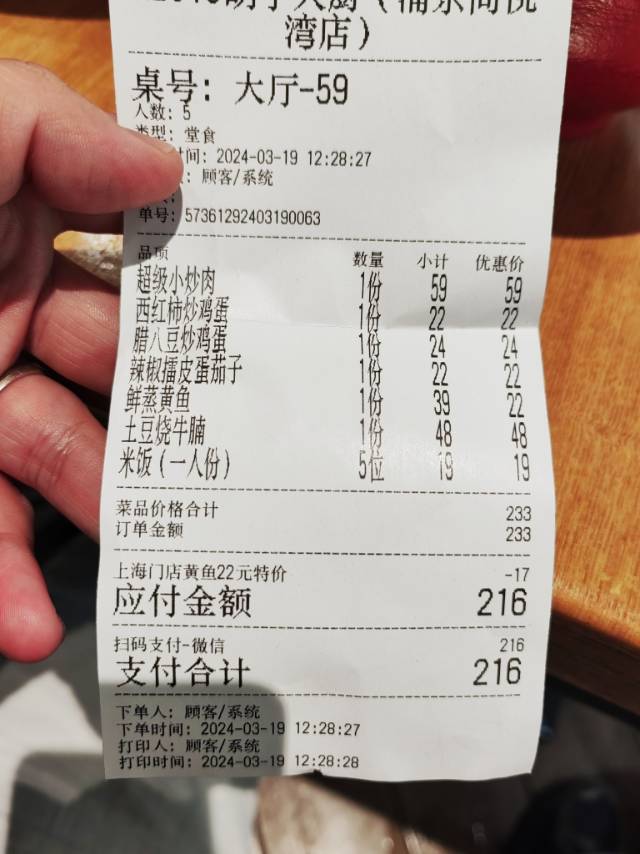 湾店）
桌号: 大厅-59
人数: 5
类型: 堂食
间: 2024-03-19 12:28:27
: 顾客/系统
单号: 57361292403190063
品项 数量 小计 优惠价
超级小炒肉 1份 59 59
西红柿炒鸡蛋 1份 22 22
腊八豆炒鸡蛋 1份 24 24
辣椒擂皮蛋茄子 1份 22 22
鲜蒸黄鱼 1份 39 22
土豆烧牛腩 1份 48 48
米饭（一人份） 5位 19 19
菜品价格合计 233
订单金额 233
上海门店黄鱼22元特价 -17
应付金额 216
扫码支付-微信 216
支付合计 216
下单人: 顾客/系统
下单时间: 2024-03-19 12:28:27
打印人: 顾客/系统
打印时间: 2024-03-19 12:28:28